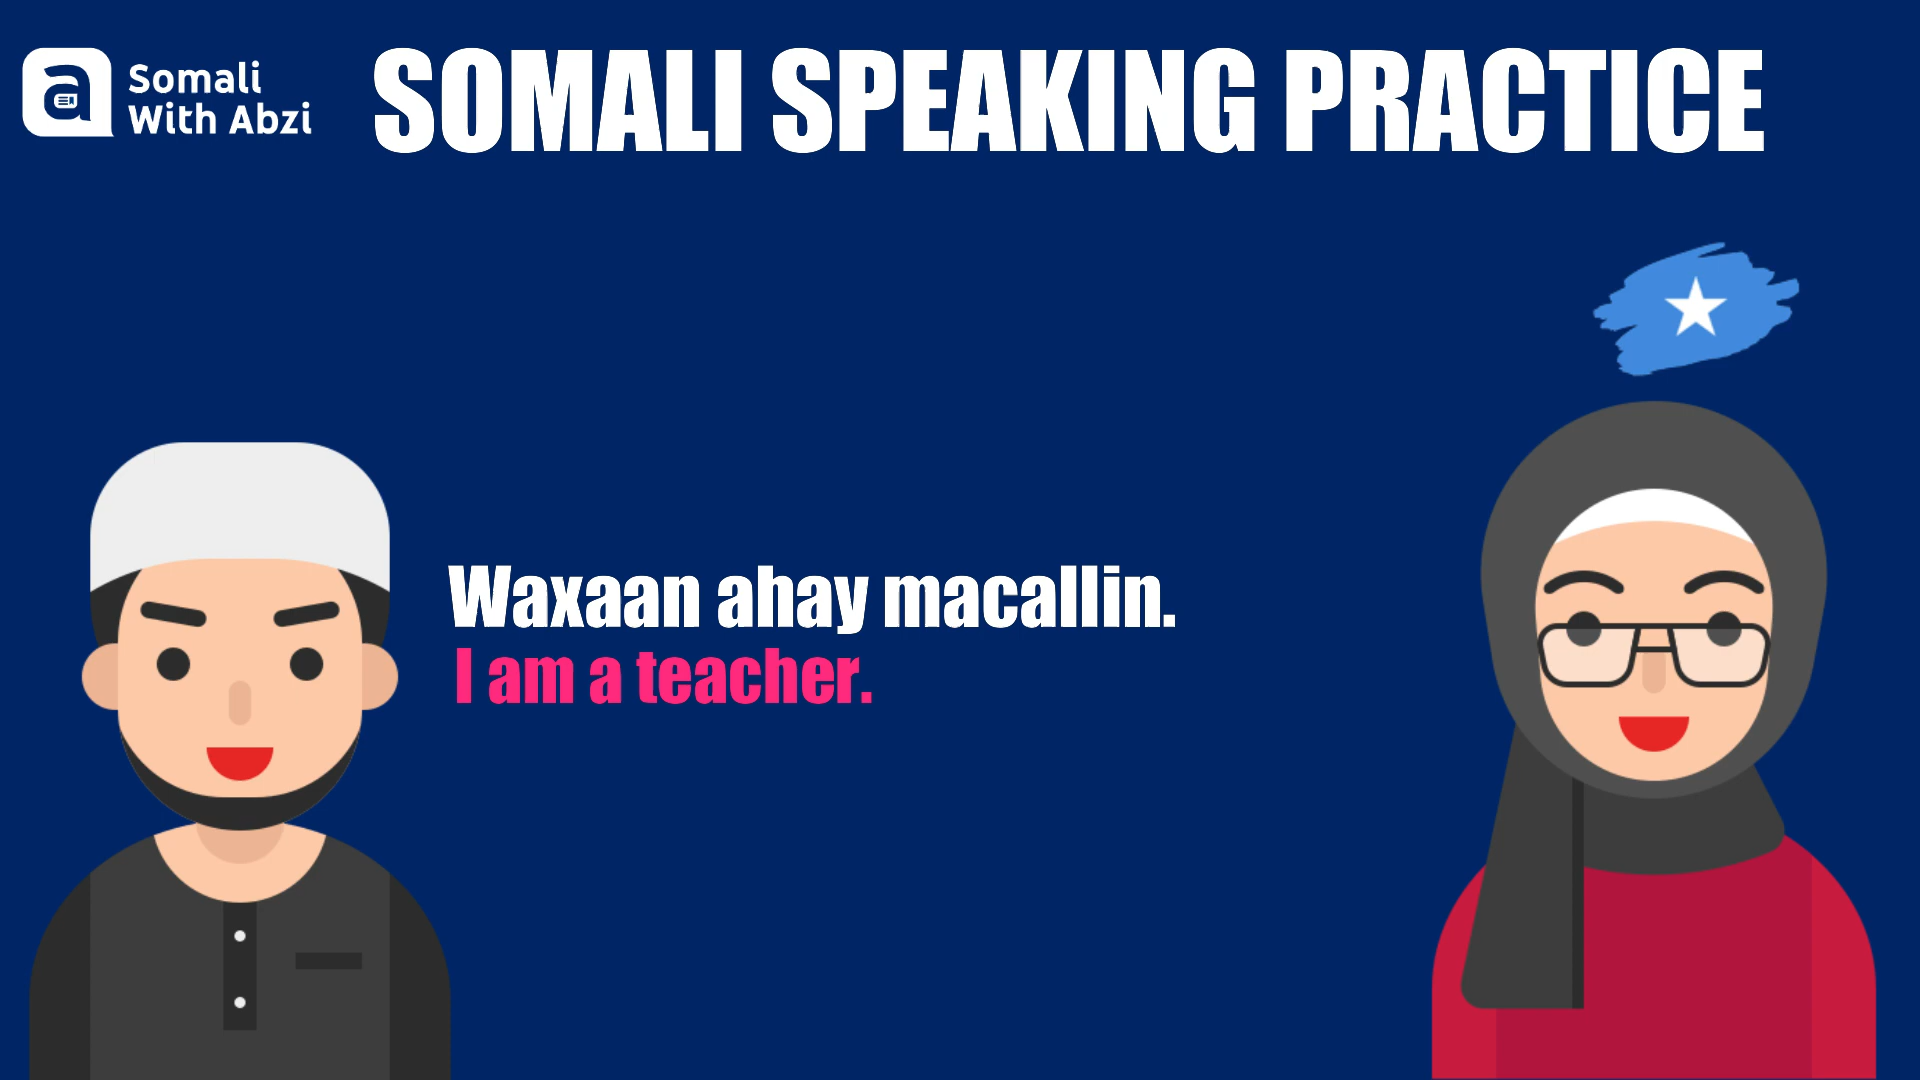 Somali
With Abzi
SOMALI SPEAKING PRACTICE
Waxaan ahay macallin.
I am a teacher.